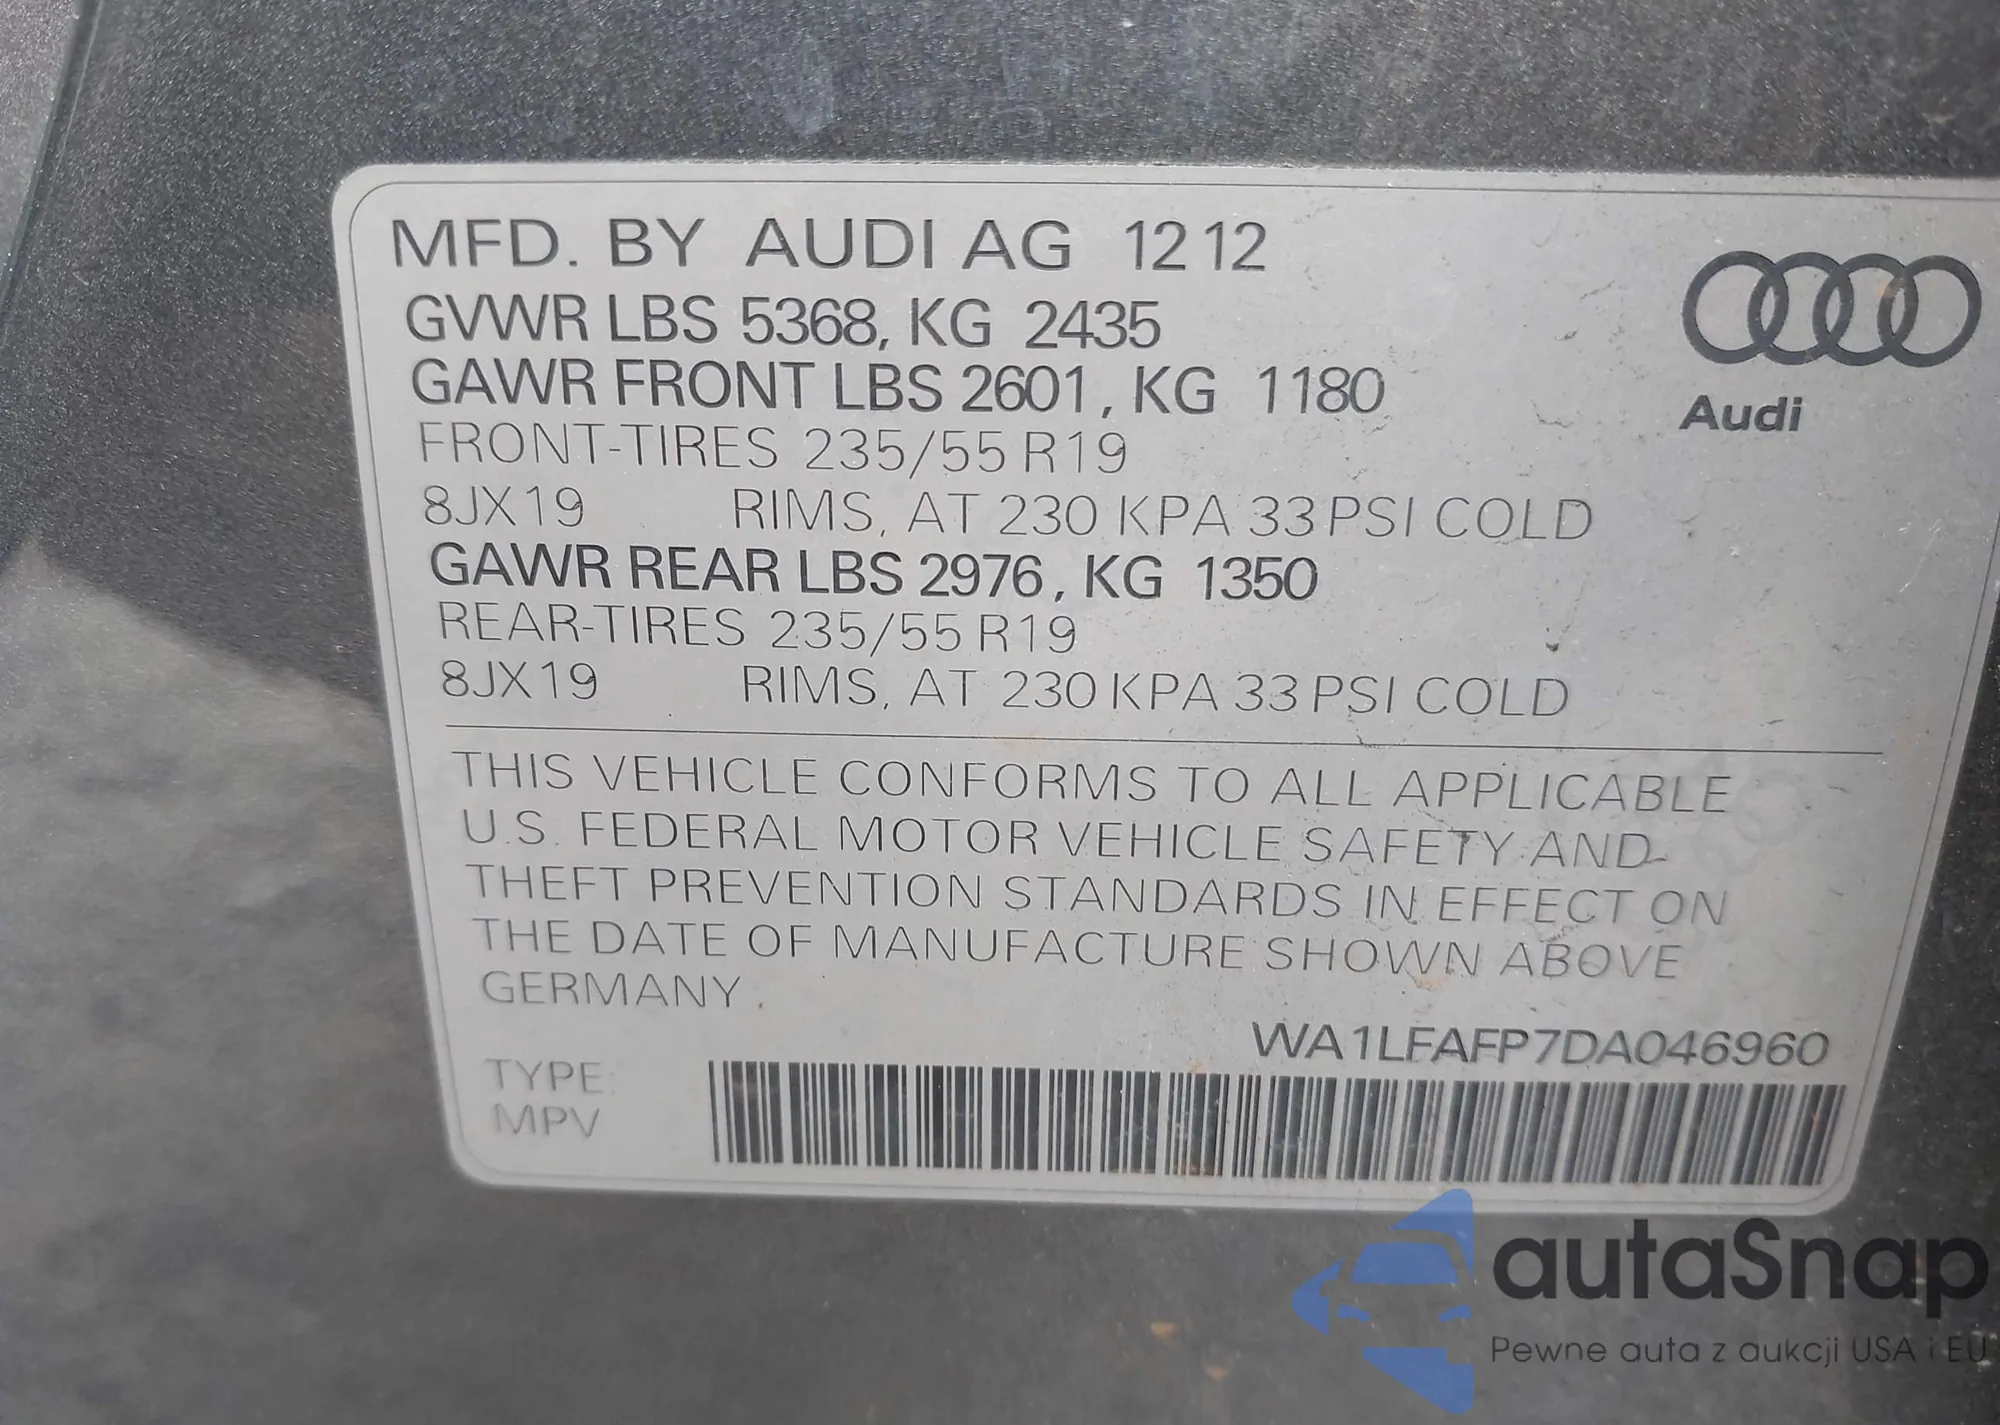 MFD. BY AUDI AG 12 12
GVWR LBS 5368, KG 2435
GAWR FRONT LBS 2601, KG 1180
FRONT-TIRES 235/55 R19
8JX19 RIMS, AT 230 KPA 33 PSI COLD
GAWR REAR LBS 2976, KG 1350
REAR-TIRES 235/55 R19
8JX19 RIMS, AT 230 KPA 33 PSI COLD
Audi
THIS VEHICLE CONFORMS TO ALL APPLICABLE
U.S. FEDERAL MOTOR VEHICLE SAFETY AND
THEFT PREVENTION STANDARDS IN EFFECT ON
THE DATE OF MANUFACTURE SHOWN ABOVE
GERMANY
WA1LFAFP7DA046960
TYPE:
MPV
autaSnap
Pewne auta z aukcji USA i EU